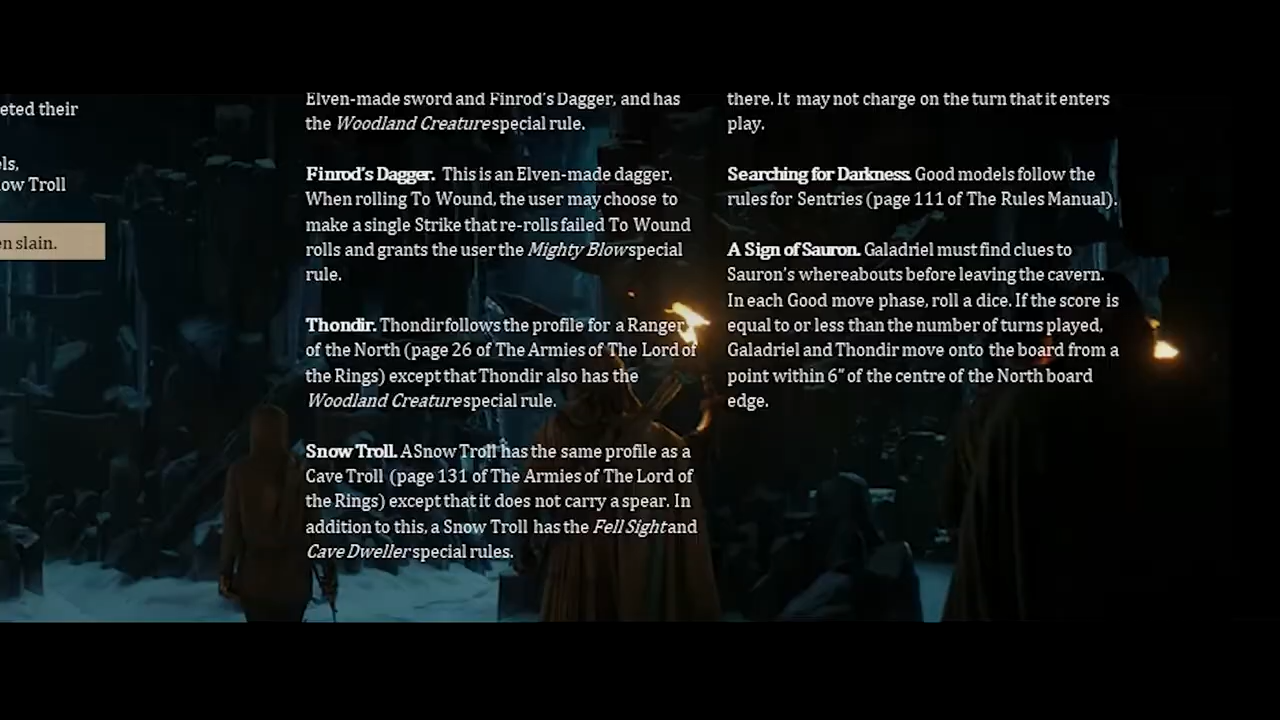 eted their
els,
ow Troll
en slain.
Elven-made sword and Finrod's Dagger, and has
the Woodland Creature special rule.
Finrod's Dagger. This is an Elven-made dagger.
When rolling To Wound, the user may choose to
make a single Strike that re-rolls failed To Wound
rolls and grants the user the Mighty Blow special
rule.
Thondir. Thondir follows the profile for a Ranger
of the North (page 26 of The Armies of The Lord of
the Rings) except that Thondir also has the
Woodland Creature special rule.
Snow Troll. A Snow Troll has the same profile as a
Cave Troll (page 131 of The Armies of The Lord of
the Rings) except that it does not carry a spear. In
addition to this, a Snow Troll has the Fell Sight and
Cave Dweller special rules.
there. It may not charge on the turn that it enters
play.
Searching for Darkness. Good models follow the
rules for Sentries (page 111 of The Rules Manual).
A Sign of Sauron. Galadriel must find clues to
Sauron's whereabouts before leaving the cavern.
In each Good move phase, roll a dice. If the score is
equal to or less than the number of turns played,
Galadriel and Thondir move onto the board from a
point within 6" of the centre of the North board
edge.